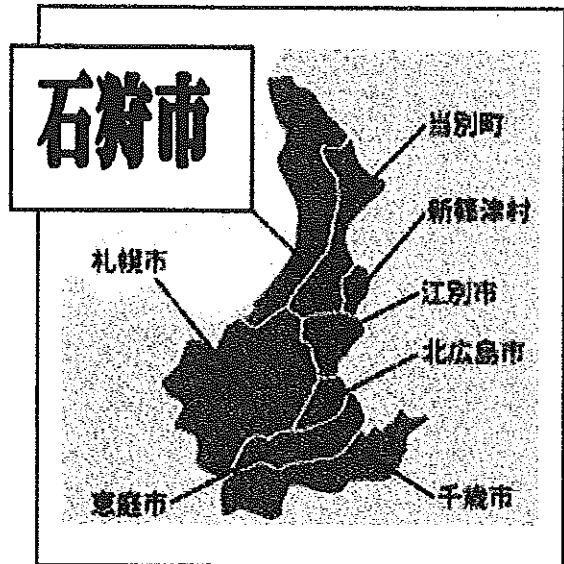 石狩市
当別町
新篠津村
札幌市
江別市
北広島市
恵庭市
千歳市